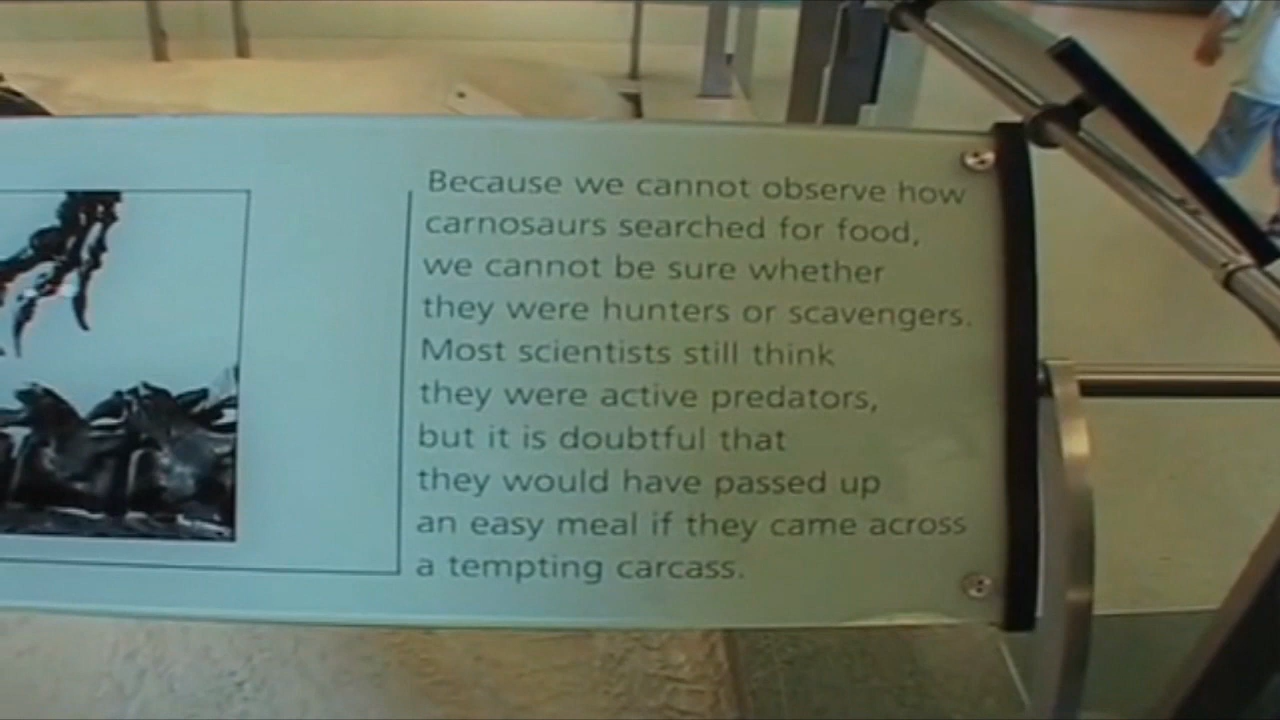 Because we cannot observe how
carnosaurs searched for food,
we cannot be sure whether
they were hunters or scavengers.
Most scientists still think
they were active predators,
but it is doubtful that
they would have passed up
an easy meal if they came across
a tempting carcass.